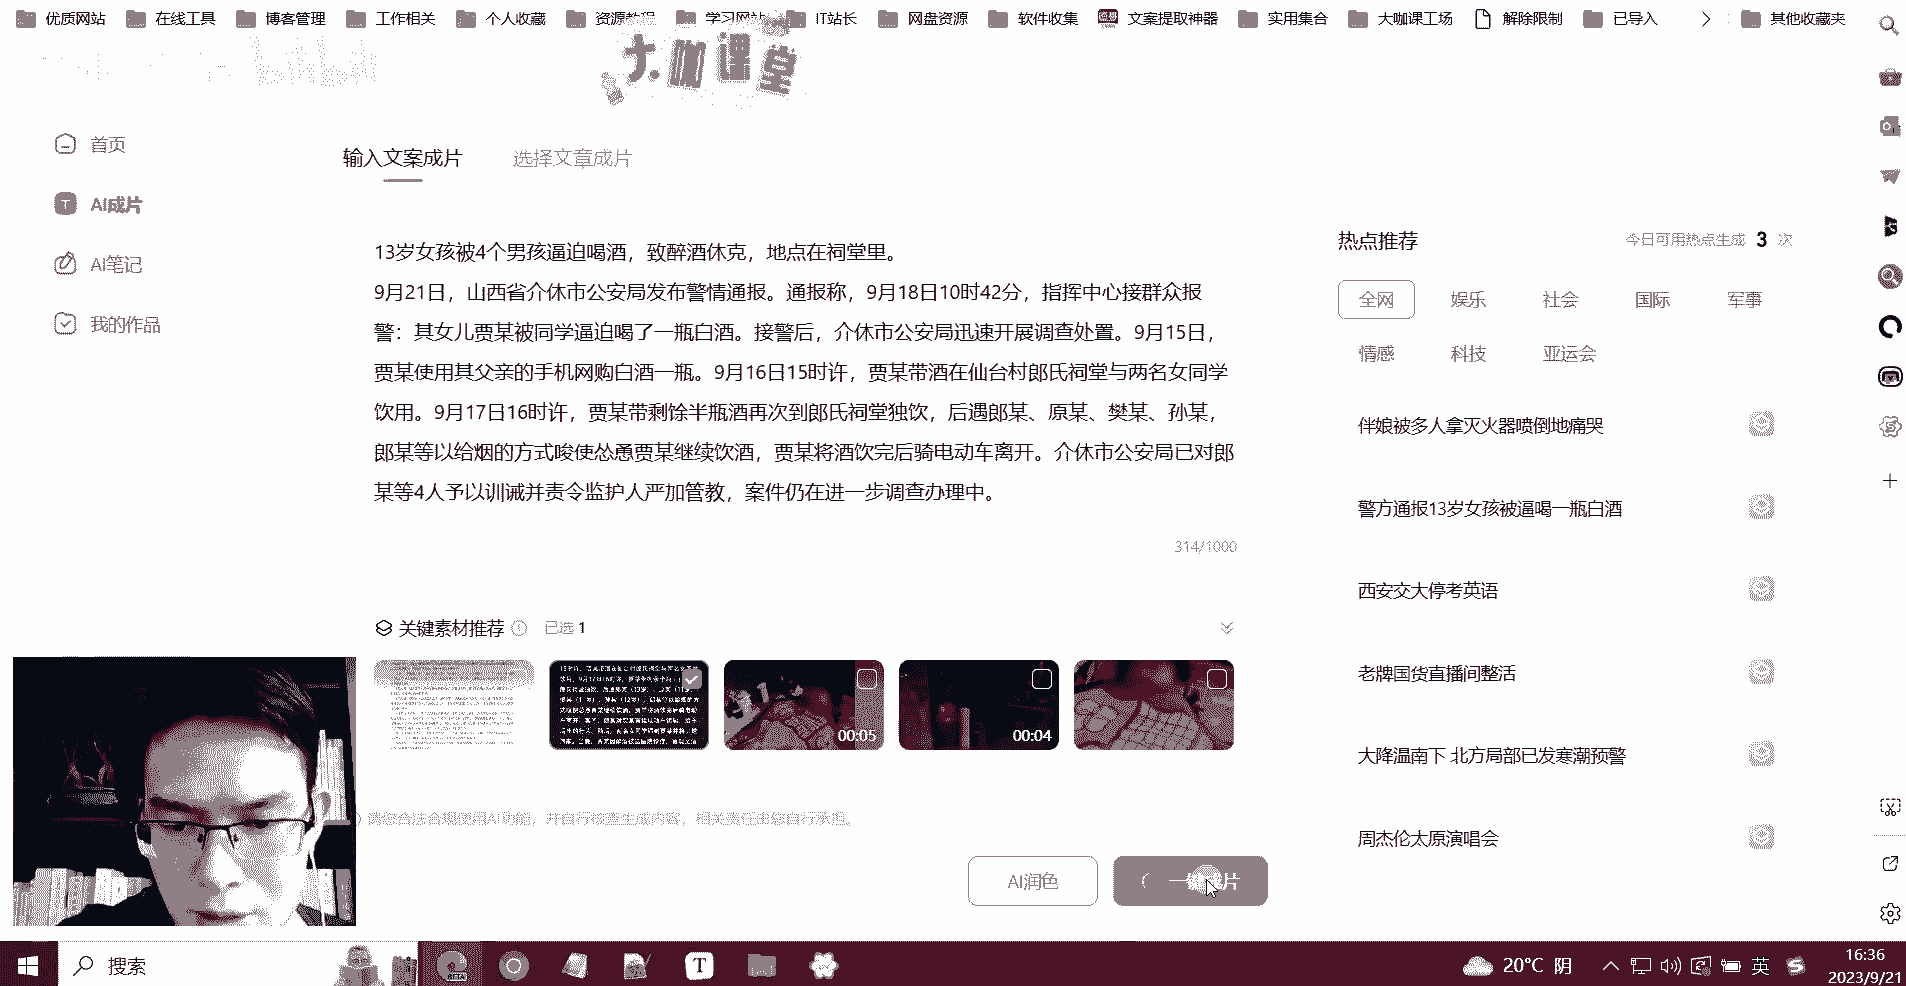 优质网站 在线工具 博客管理 工作相关 个人收藏 资源教程 学习网站 IT站长 网盘资源 软件收集 文案提取神器 实用集合 大咖课工场 解除限制 已导入 其他收藏夹
大咖课堂
首页
AI成片
AI笔记
我的作品
输入文案成片 选择文章成片
13岁女孩被4个男孩逼迫喝酒，致醉酒休克，地点在祠堂里。
9月21日，山西省介休市公安局发布警情通报。通报称，9月18日10时42分，指挥中心接群众报
警：其女儿贾某被同学逼迫喝了一瓶白酒。接警后，介休市公安局迅速开展调查处置。9月15日，
贾某使用其父亲的手机网购白酒一瓶。9月16日15时许，贾某带酒在仙台村郎氏祠堂与两名女同学
饮用。9月17日16时许，贾某带剩馀半瓶酒再次到郎氏祠堂独饮，后遇郎某、原某、樊某、孙某，
郎某等以给烟的方式唆使怂恿贾某继续饮酒，贾某将酒饮完后骑电动车离开。介休市公安局已对郎
某等4人予以训诫并责令监护人严加管教，案件仍在进一步调查办理中。
314/1000
关键素材推荐 已选 1
00:05
00:04
请您合法合规使用AI功能，并自行核查生成内容，相关责任由您自行承担。
AI润色
一键成片
热点推荐 今日可用热点生成 3 次
全网 娱乐 社会 国际 军事
情感 科技 亚运会
伴娘被多人拿灭火器喷倒地痛哭
警方通报13岁女孩被逼喝一瓶白酒
西安交大停考英语
老牌国货直播间整活
大降温南下 北方局部已发寒潮预警
周杰伦太原演唱会
搜索
BETA
T
20°C 阴
英
16:36
2023/9/21